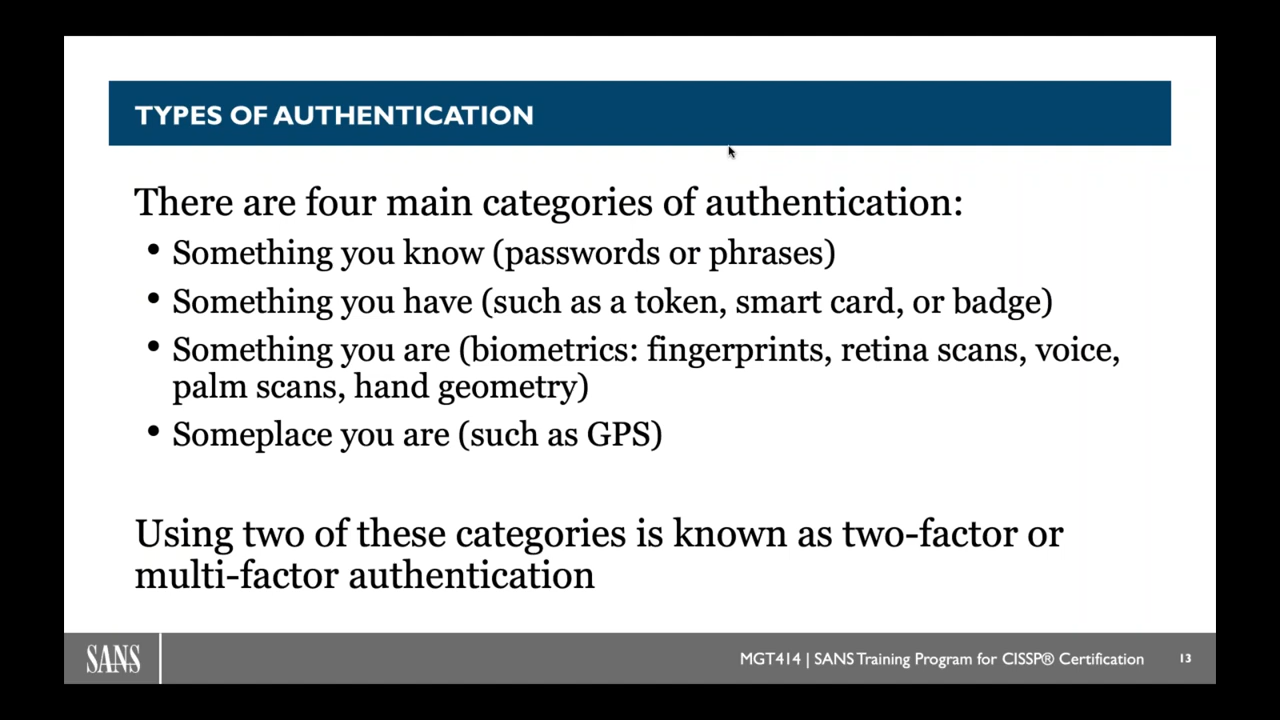 TYPES OF AUTHENTICATION
There are four main categories of authentication:
• Something you know (passwords or phrases)
• Something you have (such as a token, smart card, or badge)
• Something you are (biometrics: fingerprints, retina scans, voice,
palm scans, hand geometry)
• Someplace you are (such as GPS)
Using two of these categories is known as two-factor or
multi-factor authentication
SANS
MGT414 | SANS Training Program for CISSP® Certification
13